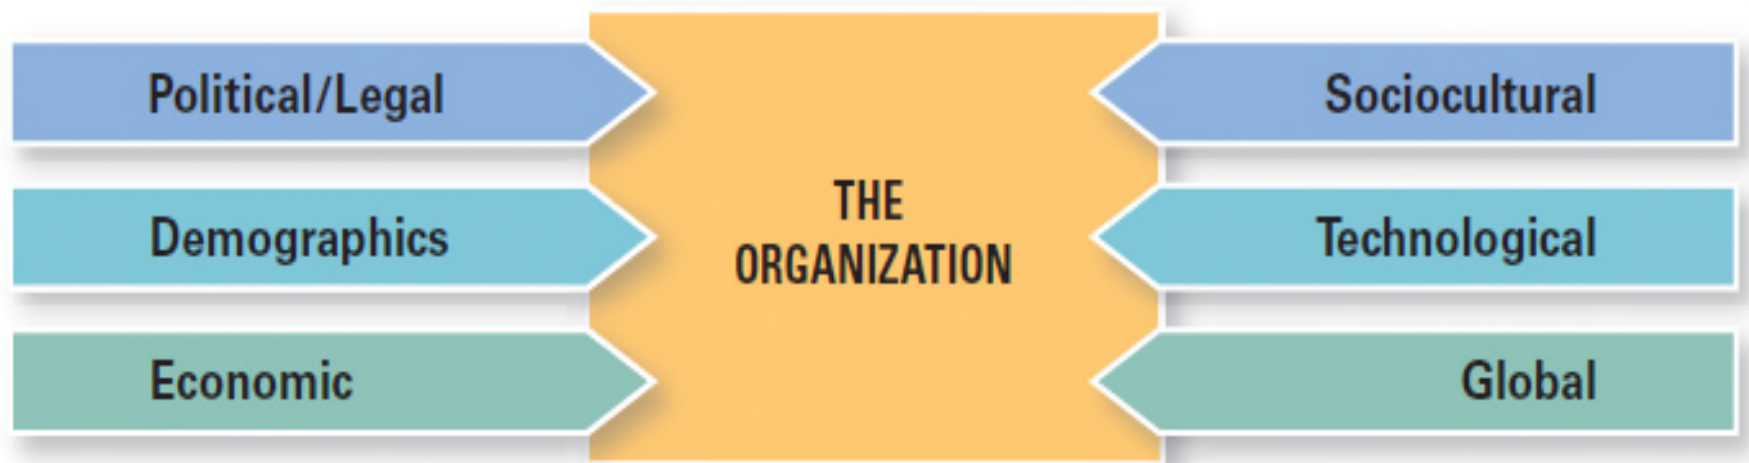 Political/Legal
Demographics
Economic
THE
ORGANIZATION
Sociocultural
Technological
Global